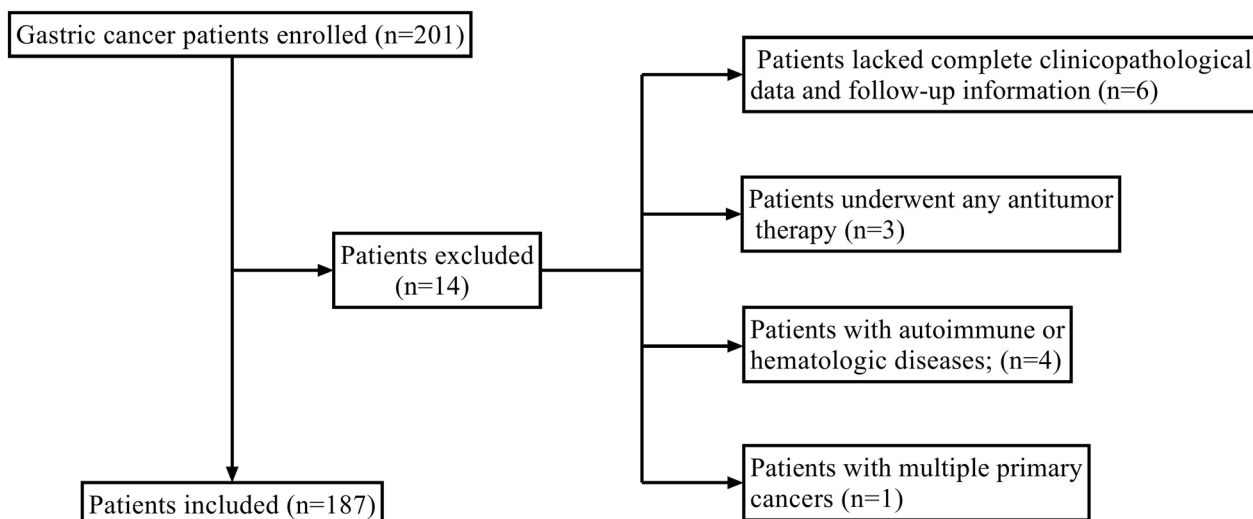 Gastric cancer patients enrolled (n=201)
Patients lacked complete clinicopathological
data and follow-up information (n=6)
Patients underwent any antitumor
therapy (n=3)
Patients excluded
(n=14)
Patients with autoimmune or
hematologic diseases; (n=4)
Patients with multiple primary
cancers (n=1)
Patients included (n=187)